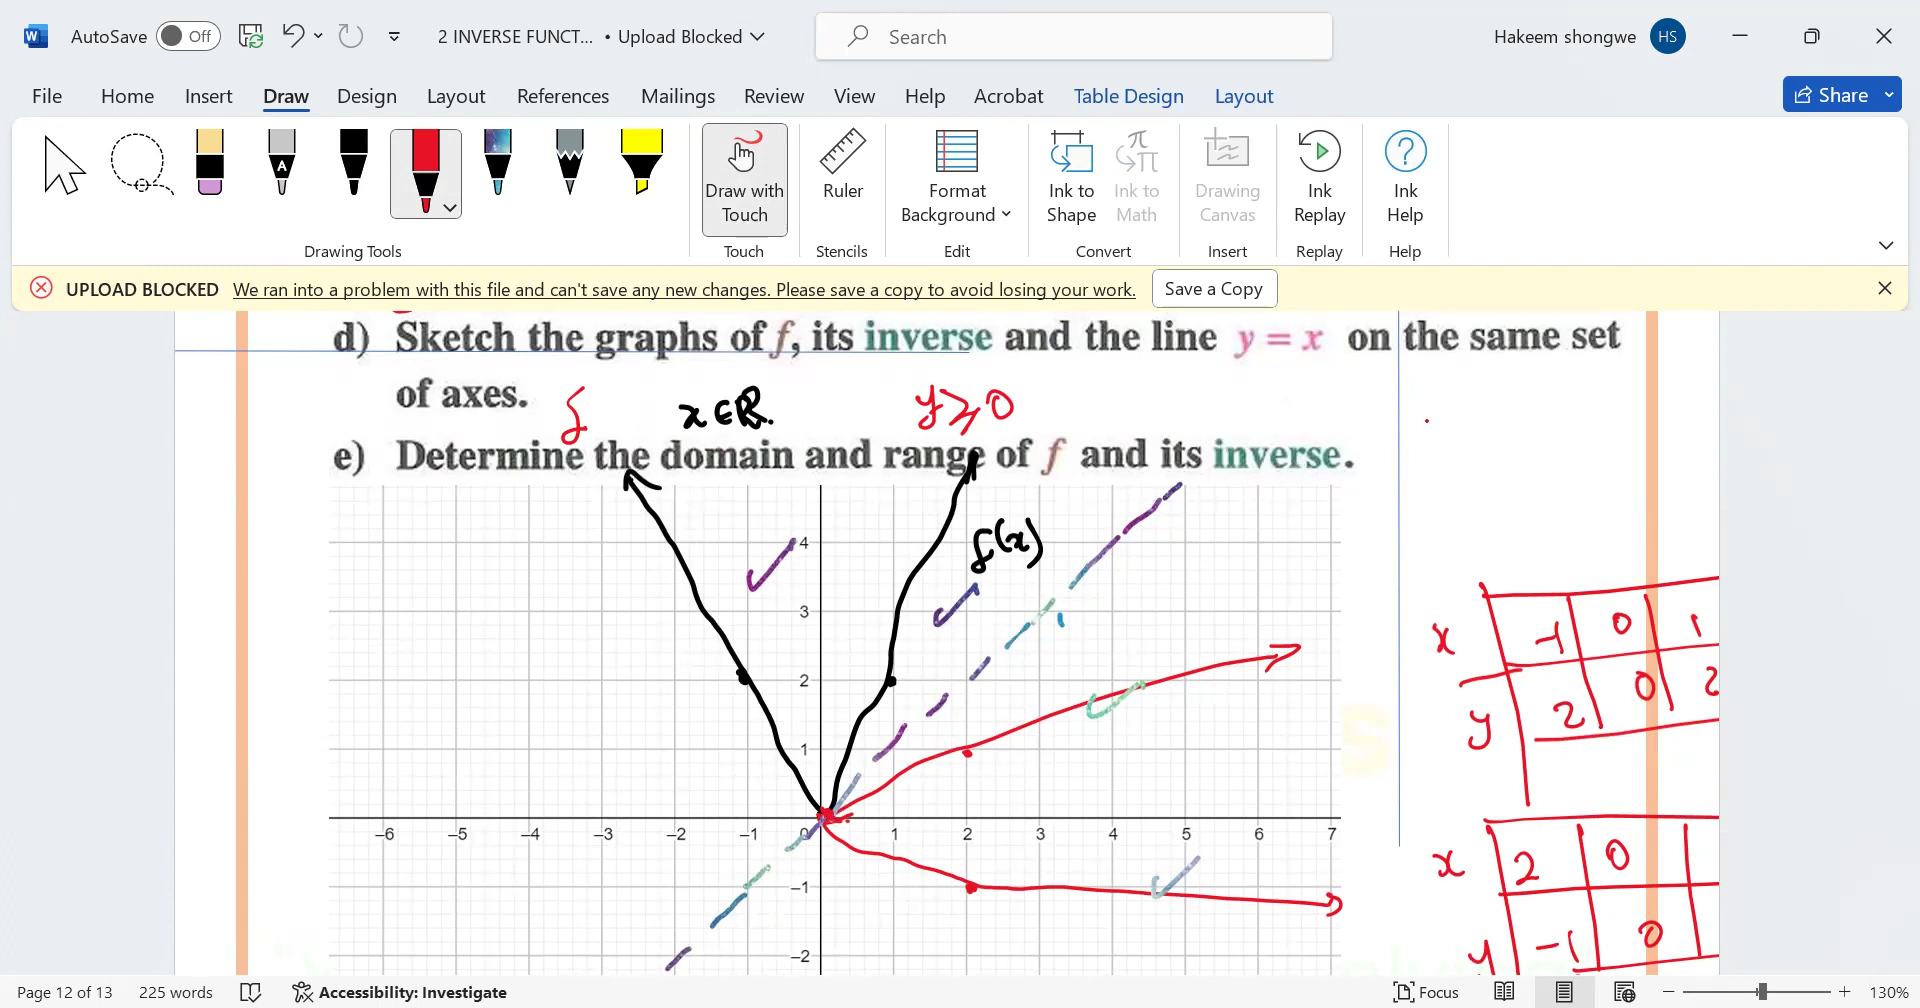 AutoSave Off 2 INVERSE FUNCT... • Upload Blocked Search Hakeem shongwe HS
File Home Insert Draw Design Layout References Mailings Review View Help Acrobat Table Design Layout Share
A
Draw with Touch Ruler Format Background Ink to Shape Ink to Math Drawing Canvas Ink Replay Ink Help
Drawing Tools Touch Stencils Edit Convert Insert Replay Help
UPLOAD BLOCKED We ran into a problem with this file and can't save any new changes. Please save a copy to avoid losing your work. Save a Copy
d) Sketch the graphs of f, its inverse and the line y = x on the same set
of axes.
f x ∈ ℝ. y ⩾ 0
e) Determine the domain and range of f and its inverse.
f(x)
4
3
2
1
-6 -5 -4 -3 -2 -1 0 1 2 3 4 5 6 7
-1
-2
x -1 0 1
y 2 0 2
x 2 0
y -1 0
Page 12 of 13 225 words Accessibility: Investigate Focus 130%